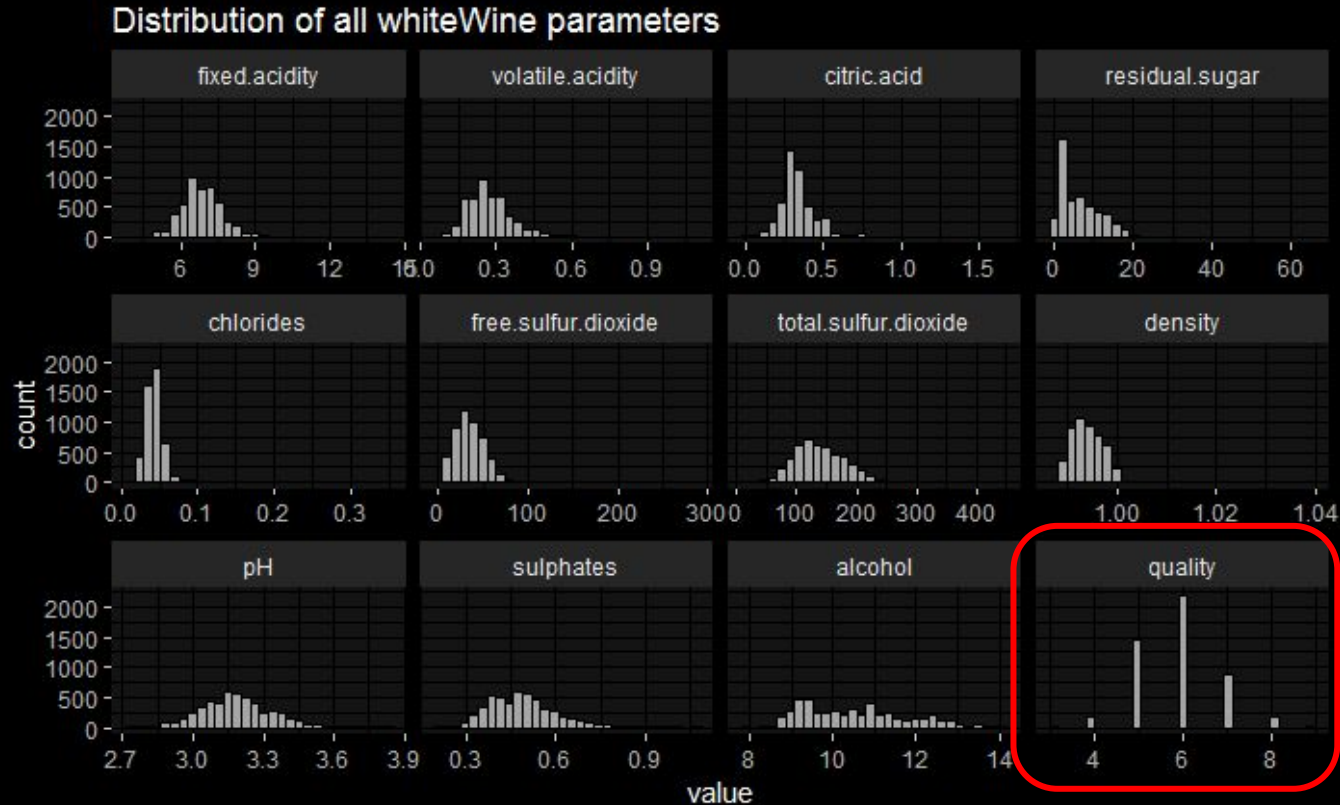 Distribution of all whiteWine parameters
fixed.acidity volatile.acidity citric.acid residual.sugar
2000
1500
1000
500
0
6 9 12 15 0.0 0.3 0.6 0.9 0.0 0.5 1.0 1.5 0 20 40 60
chlorides free.sulfur.dioxide total.sulfur.dioxide density
count
2000
1500
1000
500
0
0.0 0.1 0.2 0.3 0 100 200 300 0 100 200 300 400 1.00 1.02 1.04
pH sulphates alcohol quality
2000
1500
1000
500
0
2.7 3.0 3.3 3.6 3.9 0.3 0.6 0.9 8 10 12 14 4 6 8
value